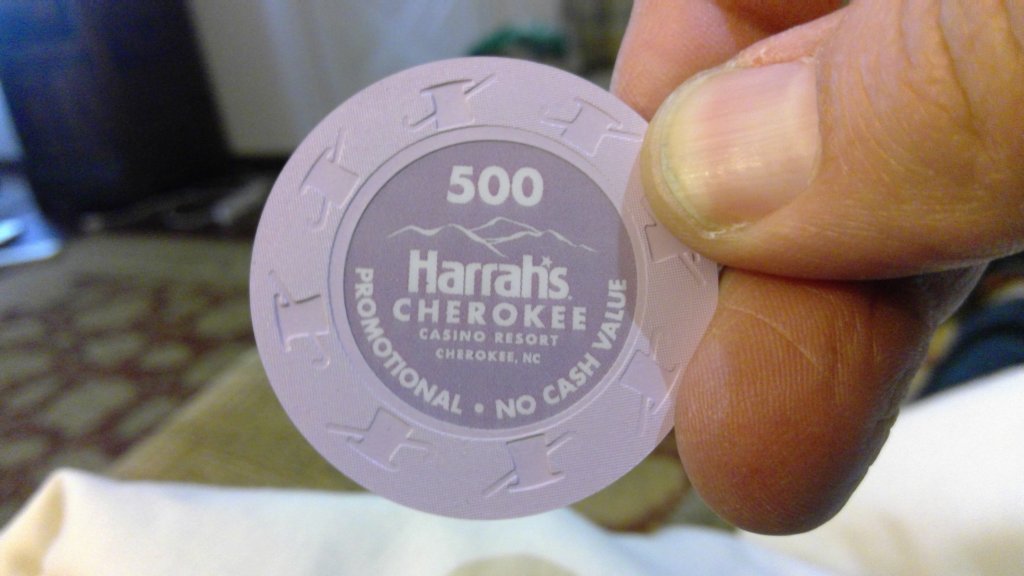 500
Harrah's
CHEROKEE
CASINO RESORT
CHEROKEE, NC
PROMOTIONAL • NO CASH VALUE